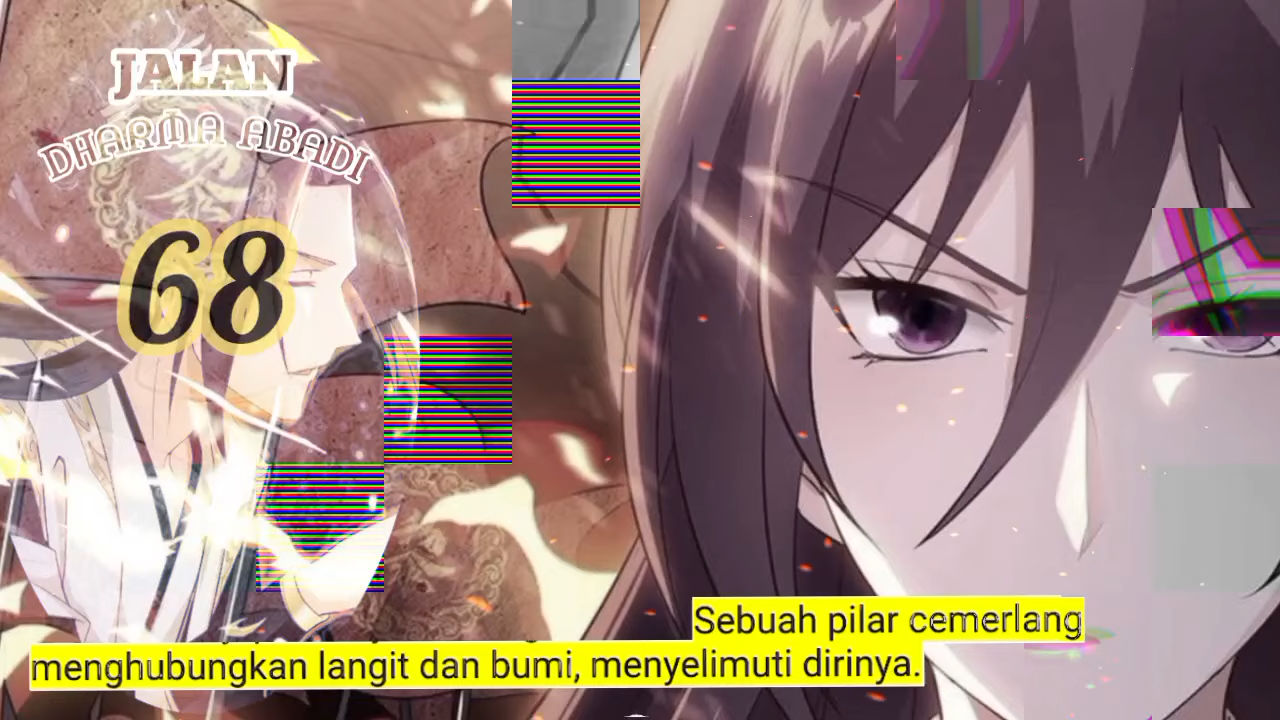 JALAN
DHARMA ABADI
68
Sebuah pilar cemerlang
menghubungkan langit dan bumi, menyelimuti dirinya.